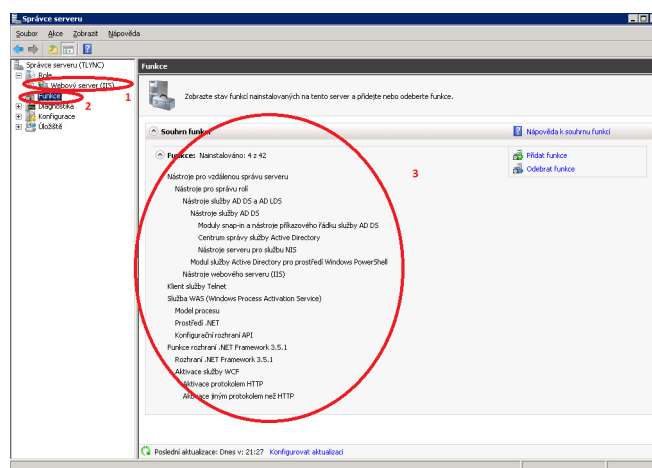 Správce serveru
Soubor Akce Zobrazit Nápověda
Správce serveru (TLYNC)
Role
Webový server (IIS)
1
Funkce
2
Diagnostika
Konfigurace
Úložiště
Funkce
Zobrazte stav funkcí nainstalovaných na tento server a přidejte nebo odeberte funkce.
Souhrn funkcí
Nápověda k souhrnu funkcí
Funkce: Nainstalováno: 4 z 42
Přidat funkce
Odebrat funkce
3
Nástroje pro vzdálenou správu serveru
Nástroje pro správu rolí
Nástroje služby AD DS a AD LDS
Nástroje služby AD DS
Moduly snap-in a nástroje příkazového řádku služby AD DS
Centrum správy služby Active Directory
Nástroje serveru pro službu NIS
Modul služby Active Directory pro prostředí Windows PowerShell
Nástroje webového serveru (IIS)
Klient služby Telnet
Služba WAS (Windows Process Activation Service)
Model procesu
Prostředí .NET
Konfigurační rozhraní API
Funkce rozhraní .NET Framework 3.5.1
Rozhraní .NET Framework 3.5.1
Aktivace služby WCF
Aktivace protokolem HTTP
Aktivace jiným protokolem než HTTP
Poslední aktualizace: Dnes v: 21:27 Konfigurovat aktualizaci